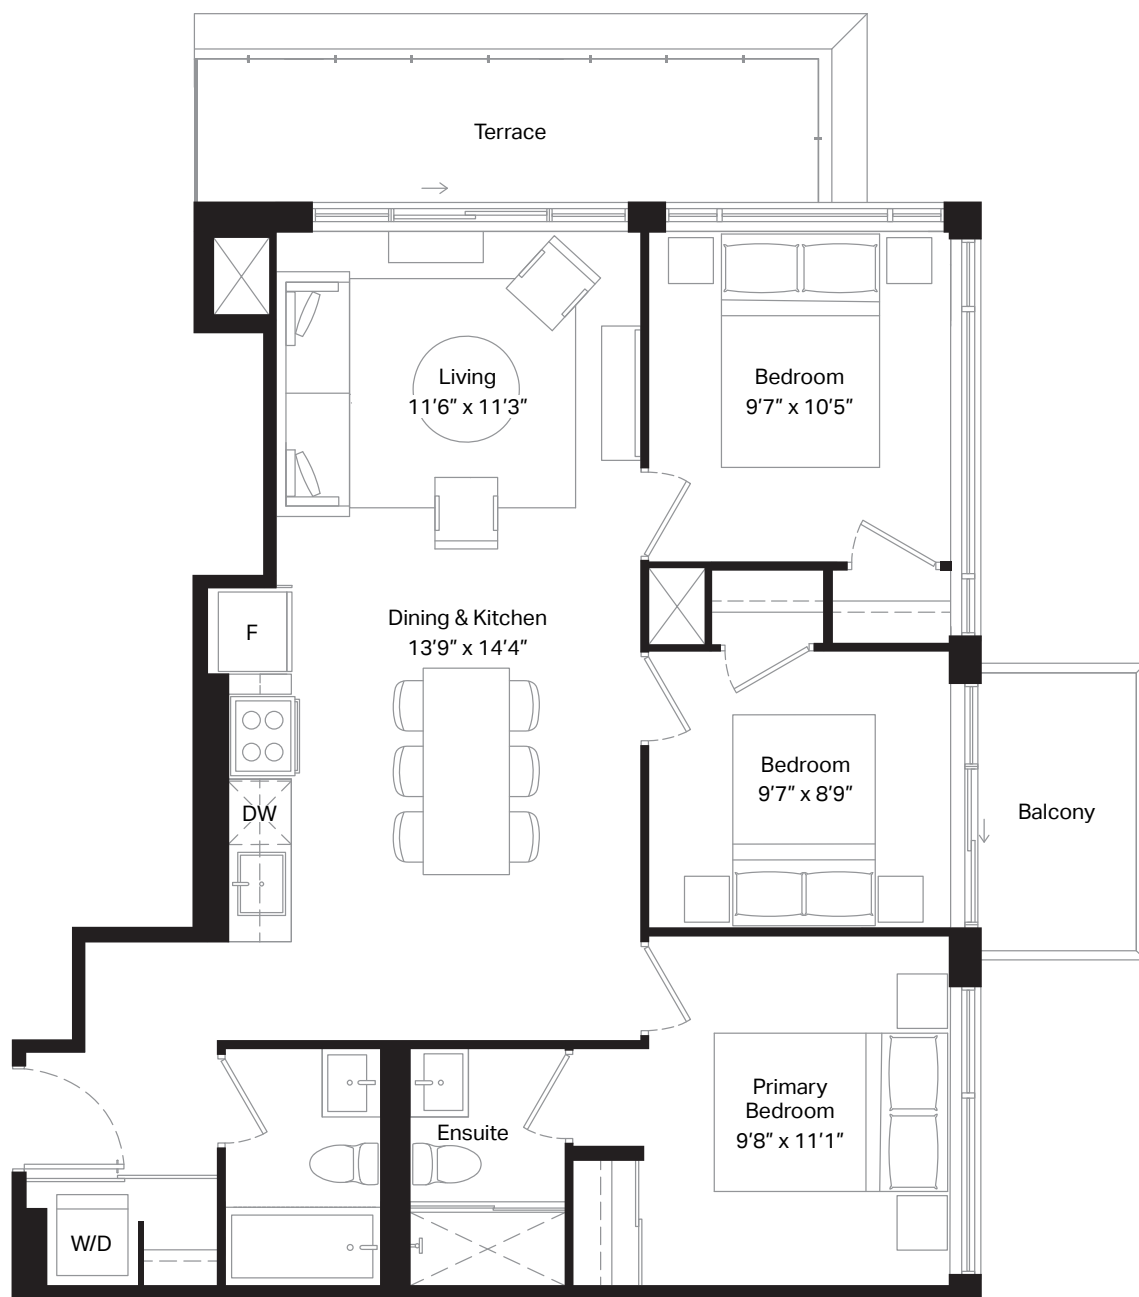 Terrace
Living
11'6" x 11'3"
Bedroom
9'7" x 10'5"
F
Dining & Kitchen
13'9" x 14'4"
DW
Bedroom
9'7" x 8'9"
Balcony
Primary
Bedroom
9'8" x 11'1"
Ensuite
W/D